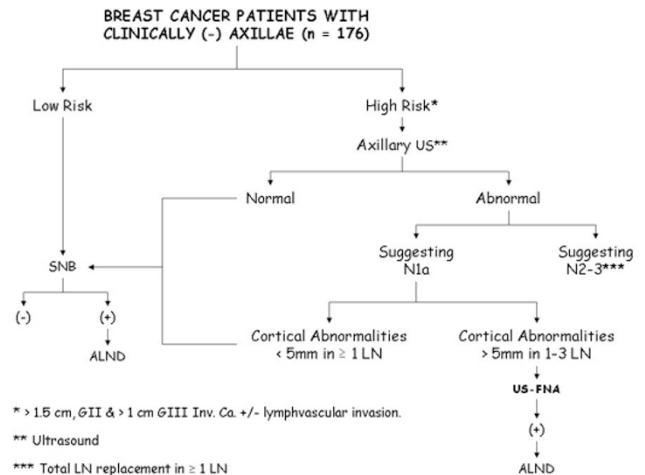 BREAST CANCER PATIENTS WITH
CLINICALLY (-) AXILLAE (n = 176)
Low Risk
High Risk*
Axillary US**
Normal
Abnormal
Suggesting
N1a
Suggesting
N2-3***
SNB
(-)
(+)
ALND
Cortical Abnormalities
< 5mm in ≥ 1 LN
Cortical Abnormalities
> 5mm in 1-3 LN
US-FNA
(+)
ALND
* > 1.5 cm, GII & > 1 cm GIII Inv. Ca. +/- lymphvascular invasion.
** Ultrasound
*** Total LN replacement in ≥ 1 LN